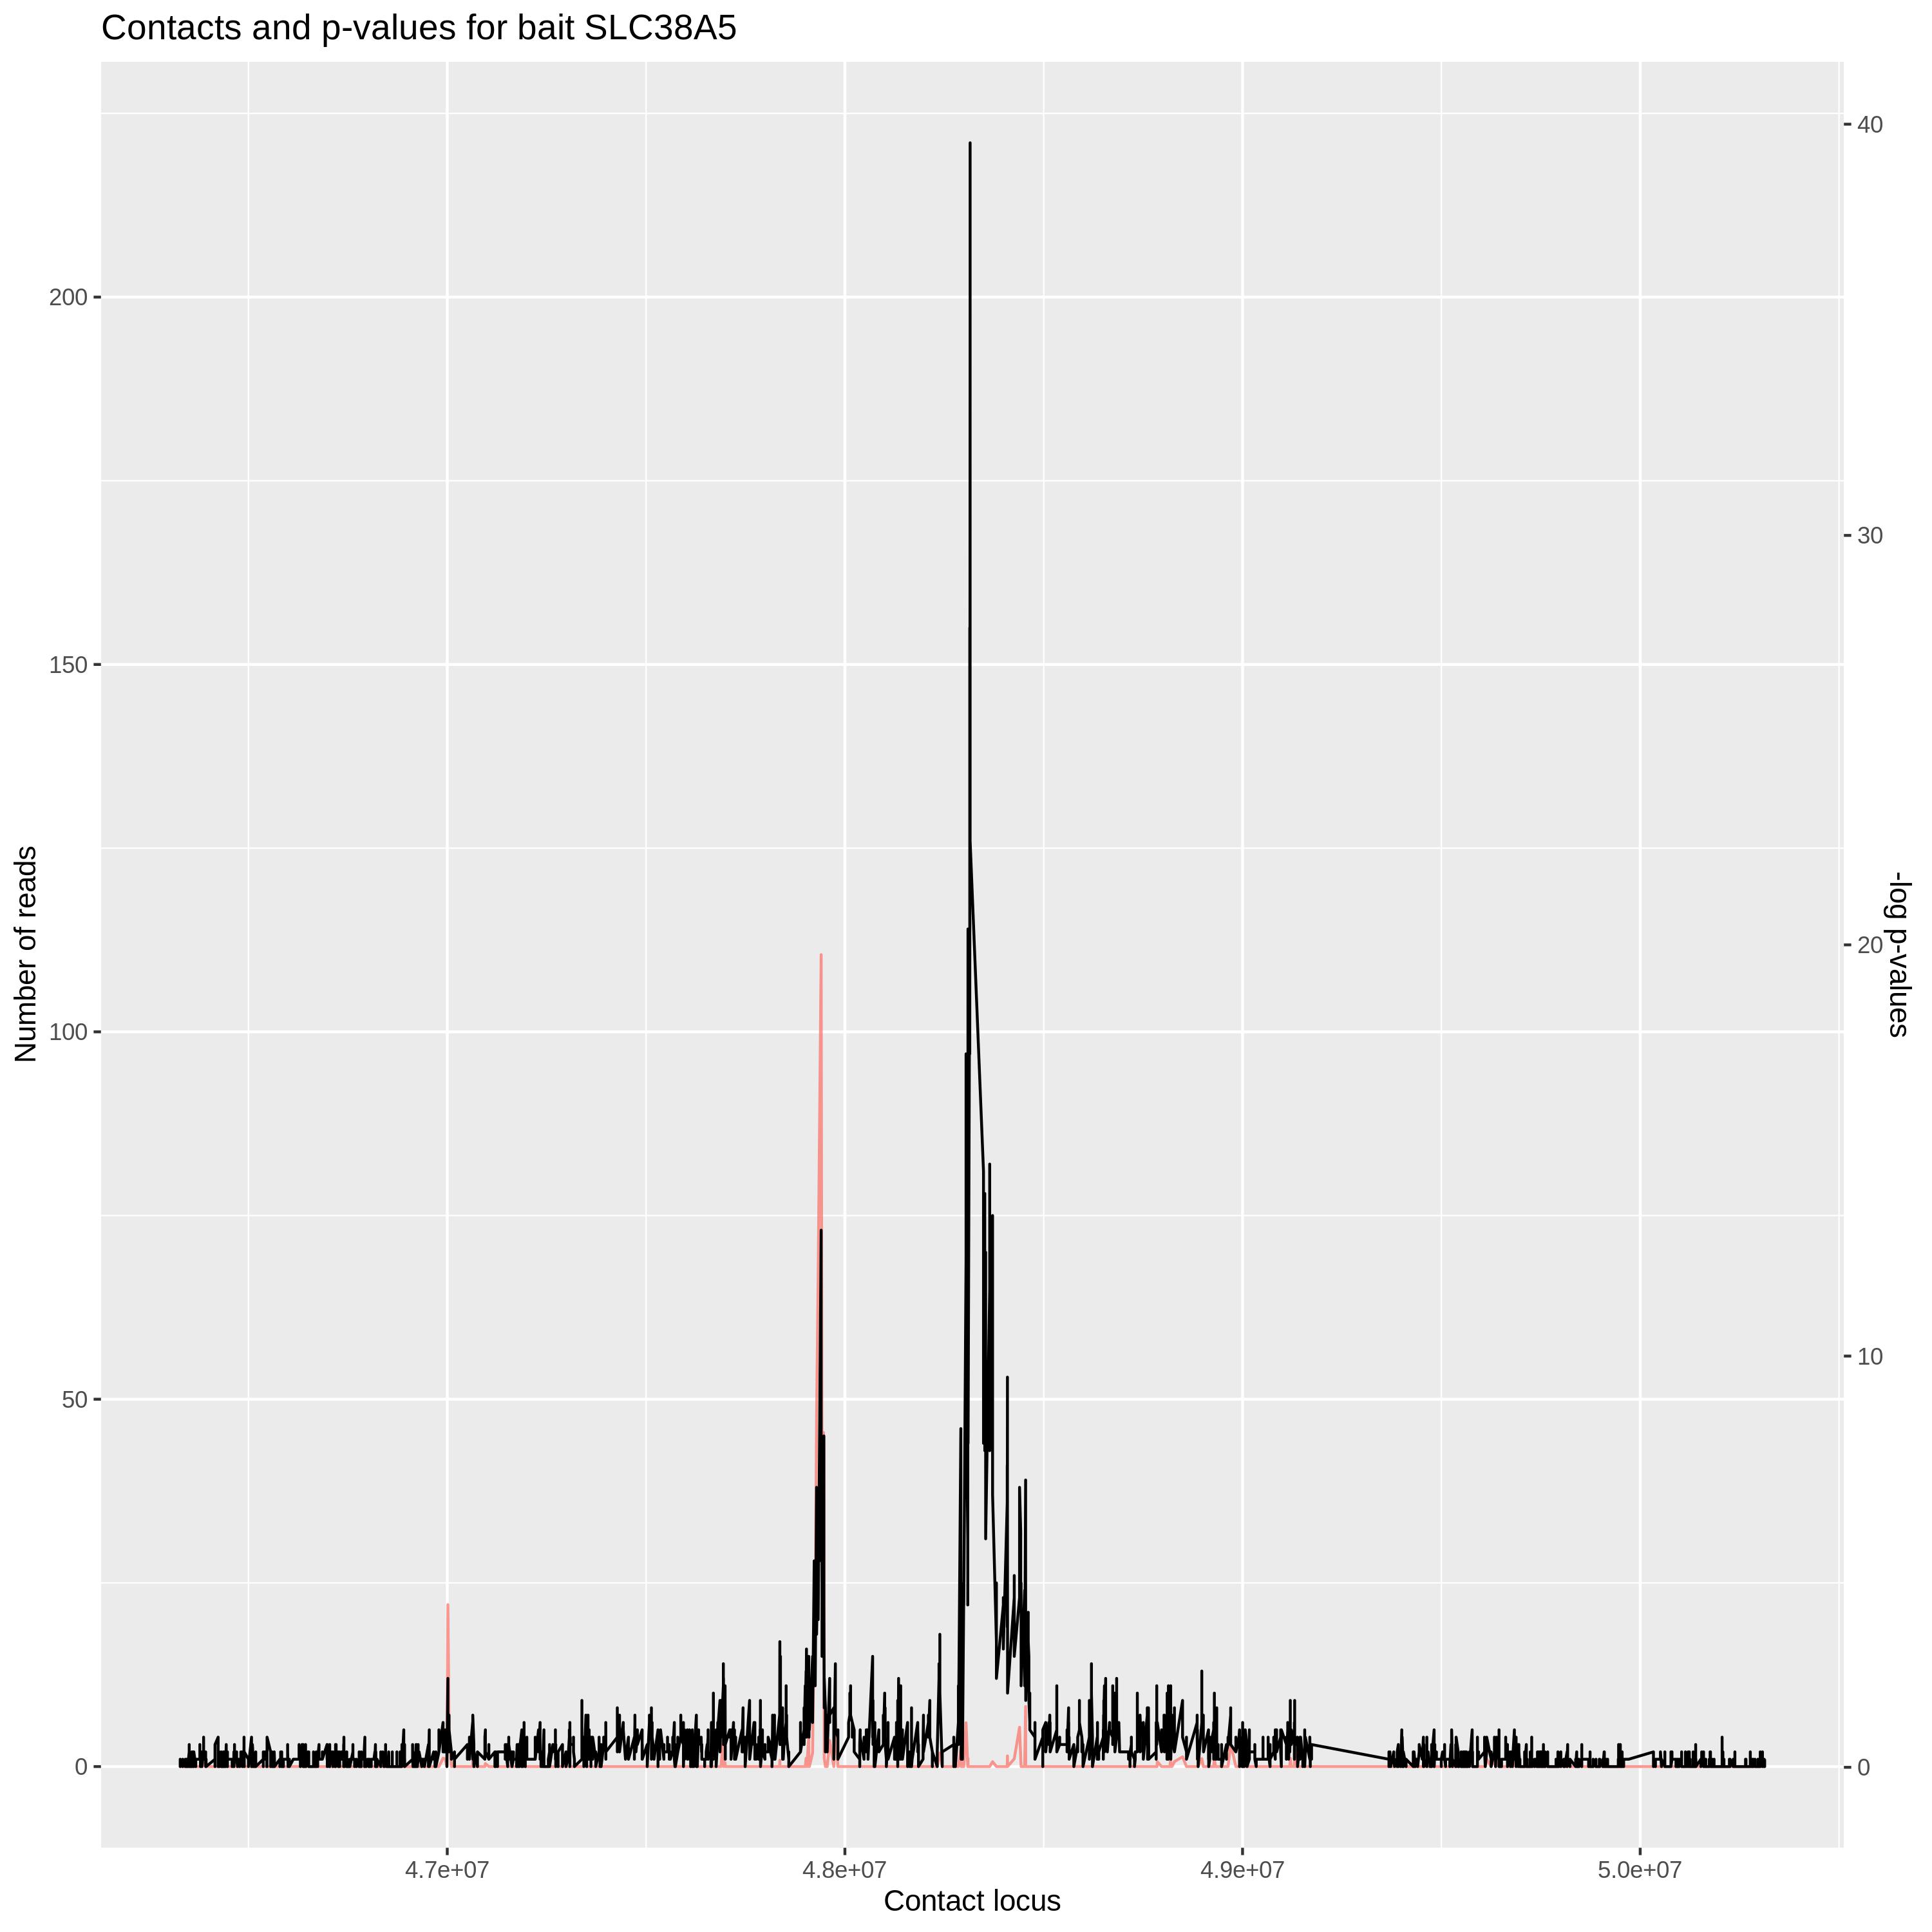 Contacts and p-values for bait SLC38A5
Number of reads
200
150
100
50
0
40
30
20
10
0
-log p-values
4.7e+07 4.8e+07 4.9e+07 5.0e+07
Contact locus